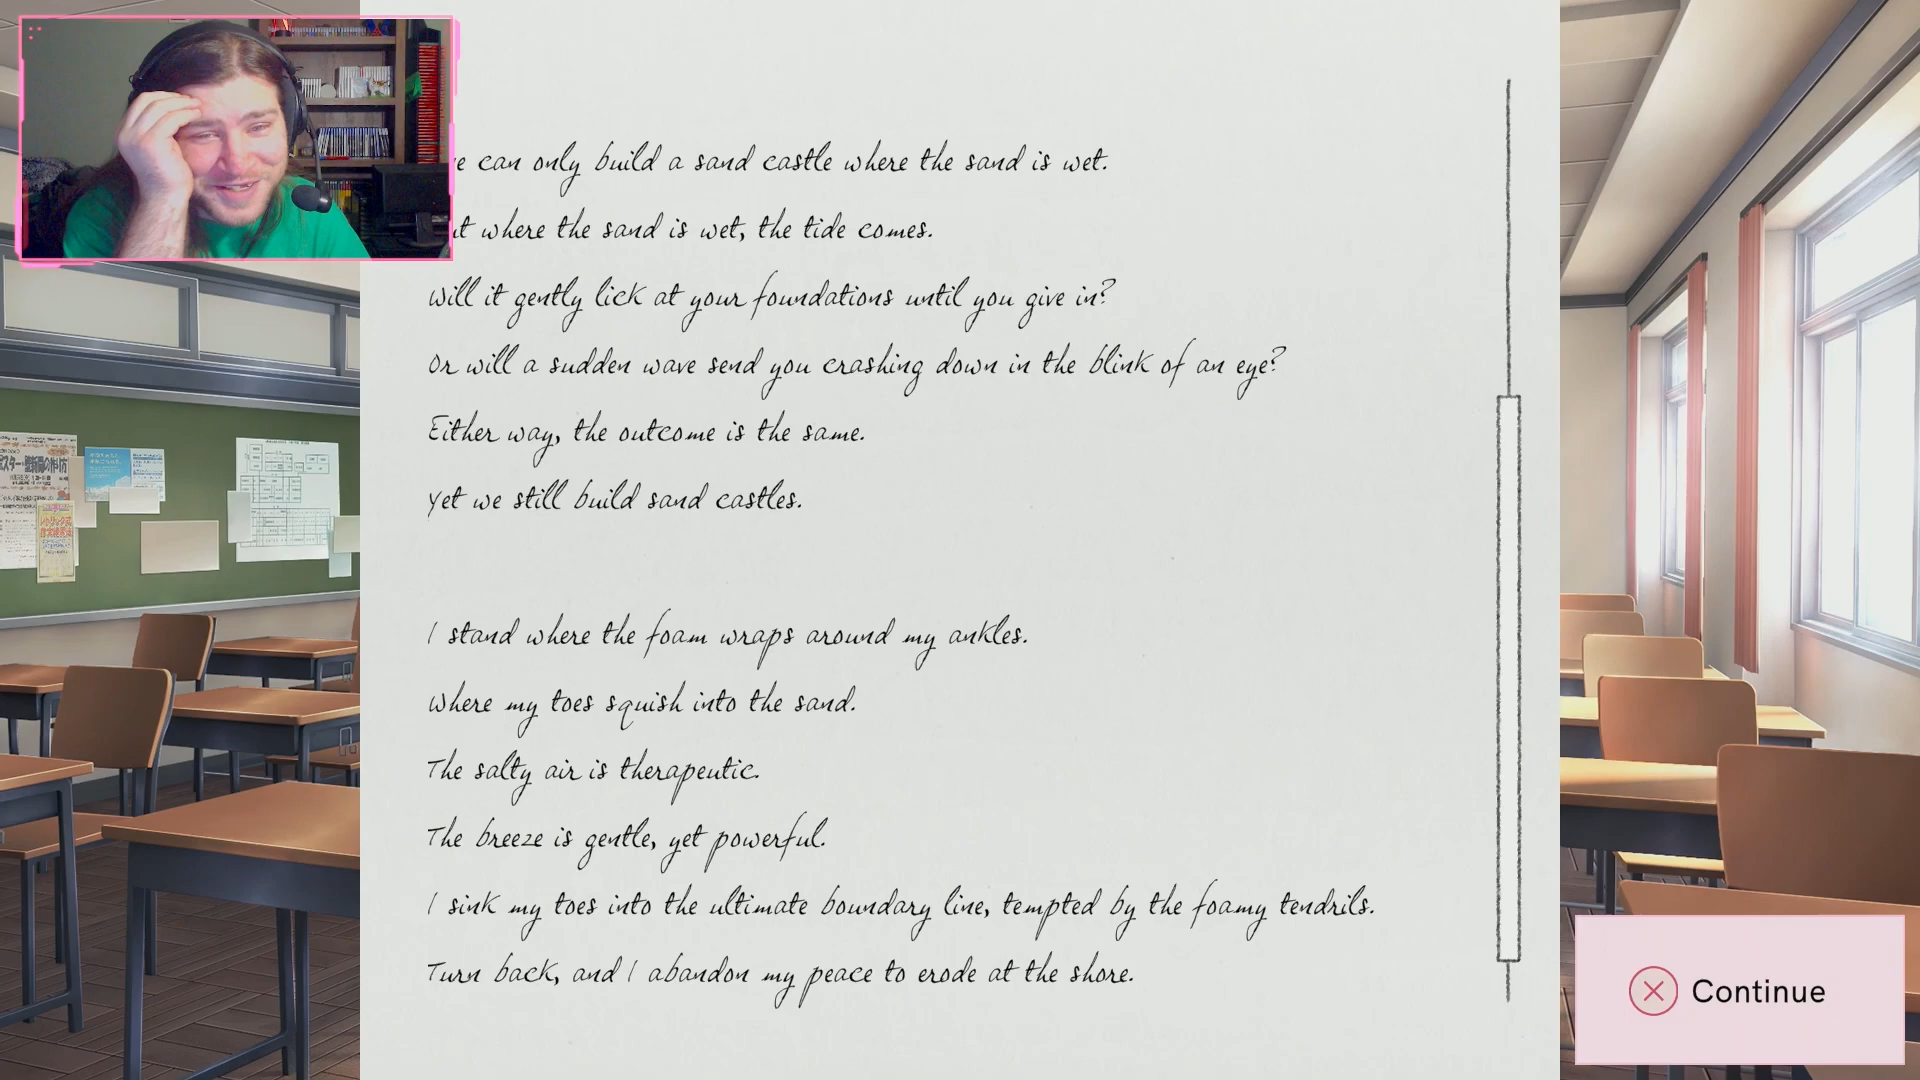 can only build a sand castle where the sand is wet.
where the sand is wet, the tide comes.
Will it gently lick at your foundations until you give in?
Or will a sudden wave send you crashing down in the blink of an eye?
Either way, the outcome is the same.
Yet we still build sand castles.
I stand where the foam wraps around my ankles.
Where my toes squish into the sand.
The salty air is therapeutic.
The breeze is gentle, yet powerful.
I sink my toes into the ultimate boundary line, tempted by the foamy tendrils.
Turn back, and I abandon my peace to erode at the shore.
Continue